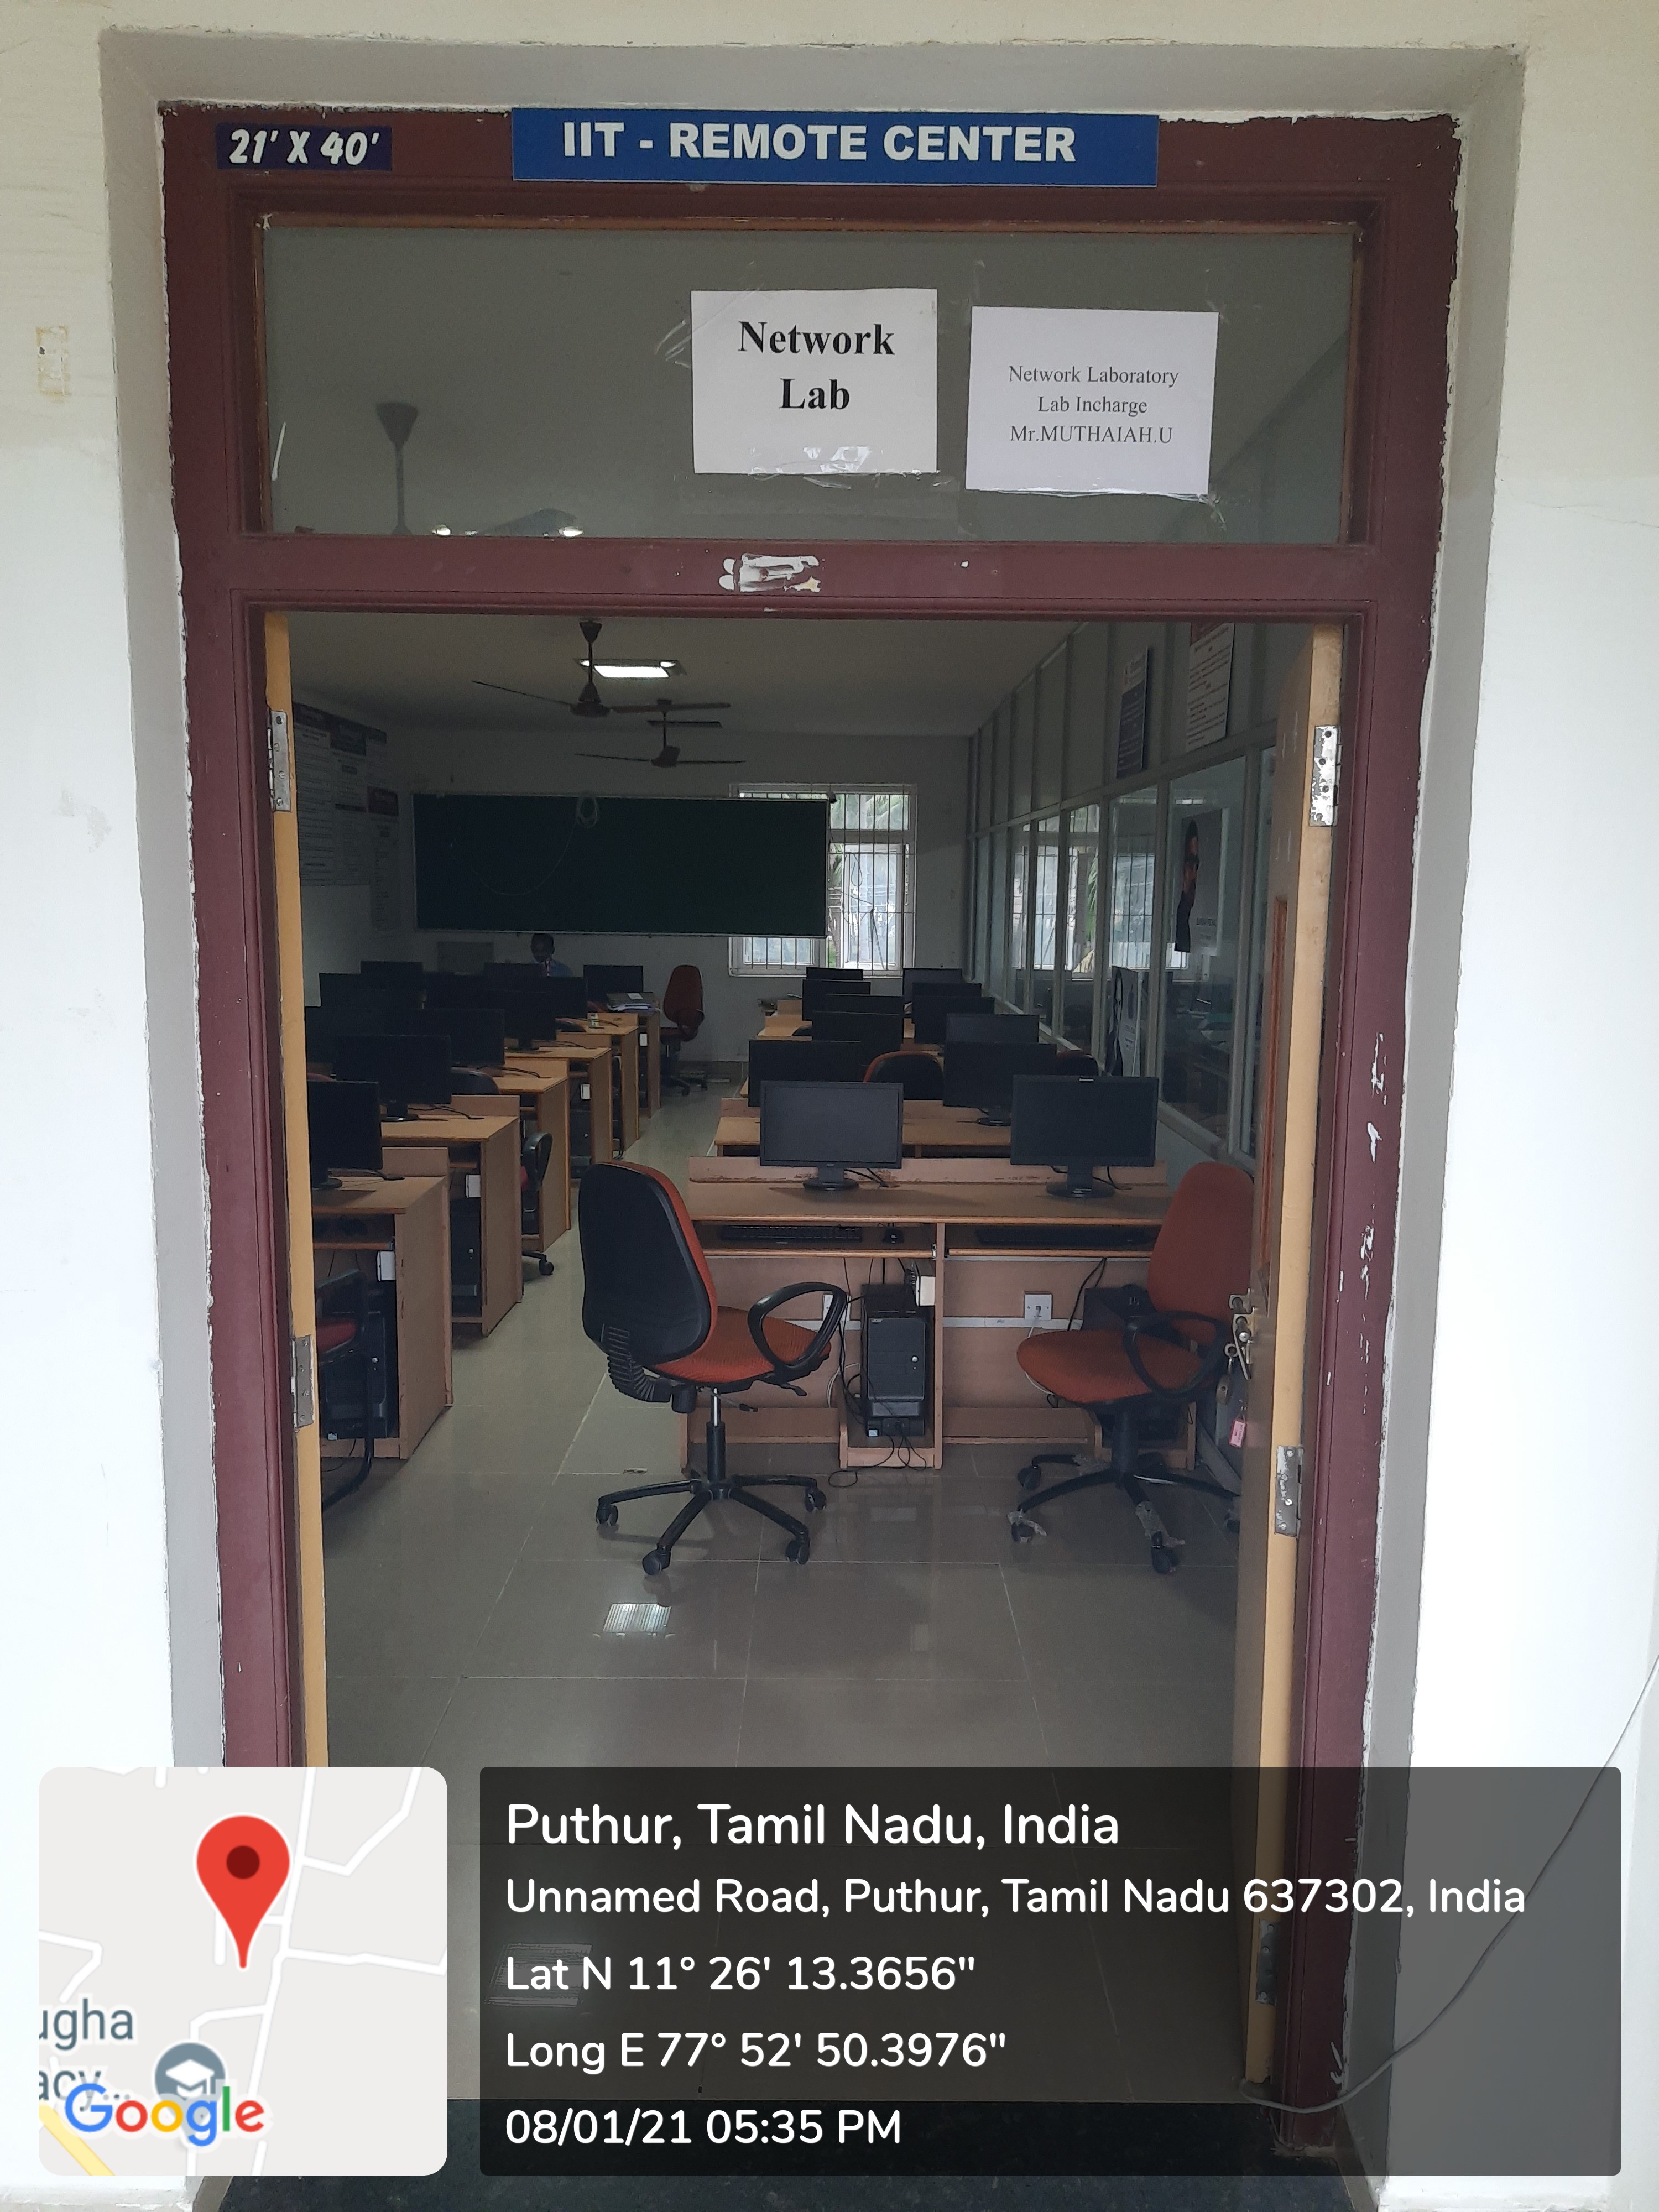 21' X 40'
IIT - REMOTE CENTER
Network
Lab
Network Laboratory
Lab Incharge
Mr.MUTHAIAH.U
Puthur, Tamil Nadu, India
Unnamed Road, Puthur, Tamil Nadu 637302, India
Lat N 11° 26' 13.3656"
Long E 77° 52' 50.3976"
08/01/21 05:35 PM
ugha
acy...
Google